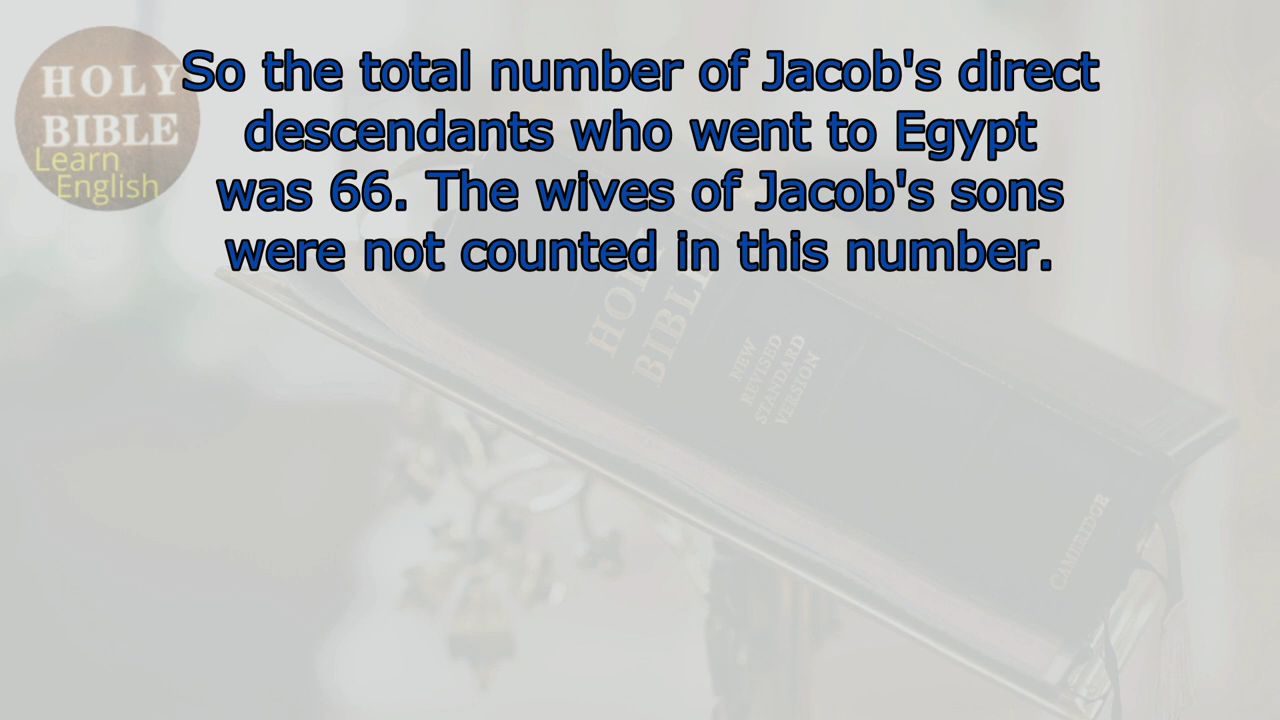 HOLY
BIBLE
Learn
English
So the total number of Jacob's direct
descendants who went to Egypt
was 66. The wives of Jacob's sons
were not counted in this number.
HOLY
BIBLE
NEW
REVISED
STANDARD
VERSION
CAMBRIDGE